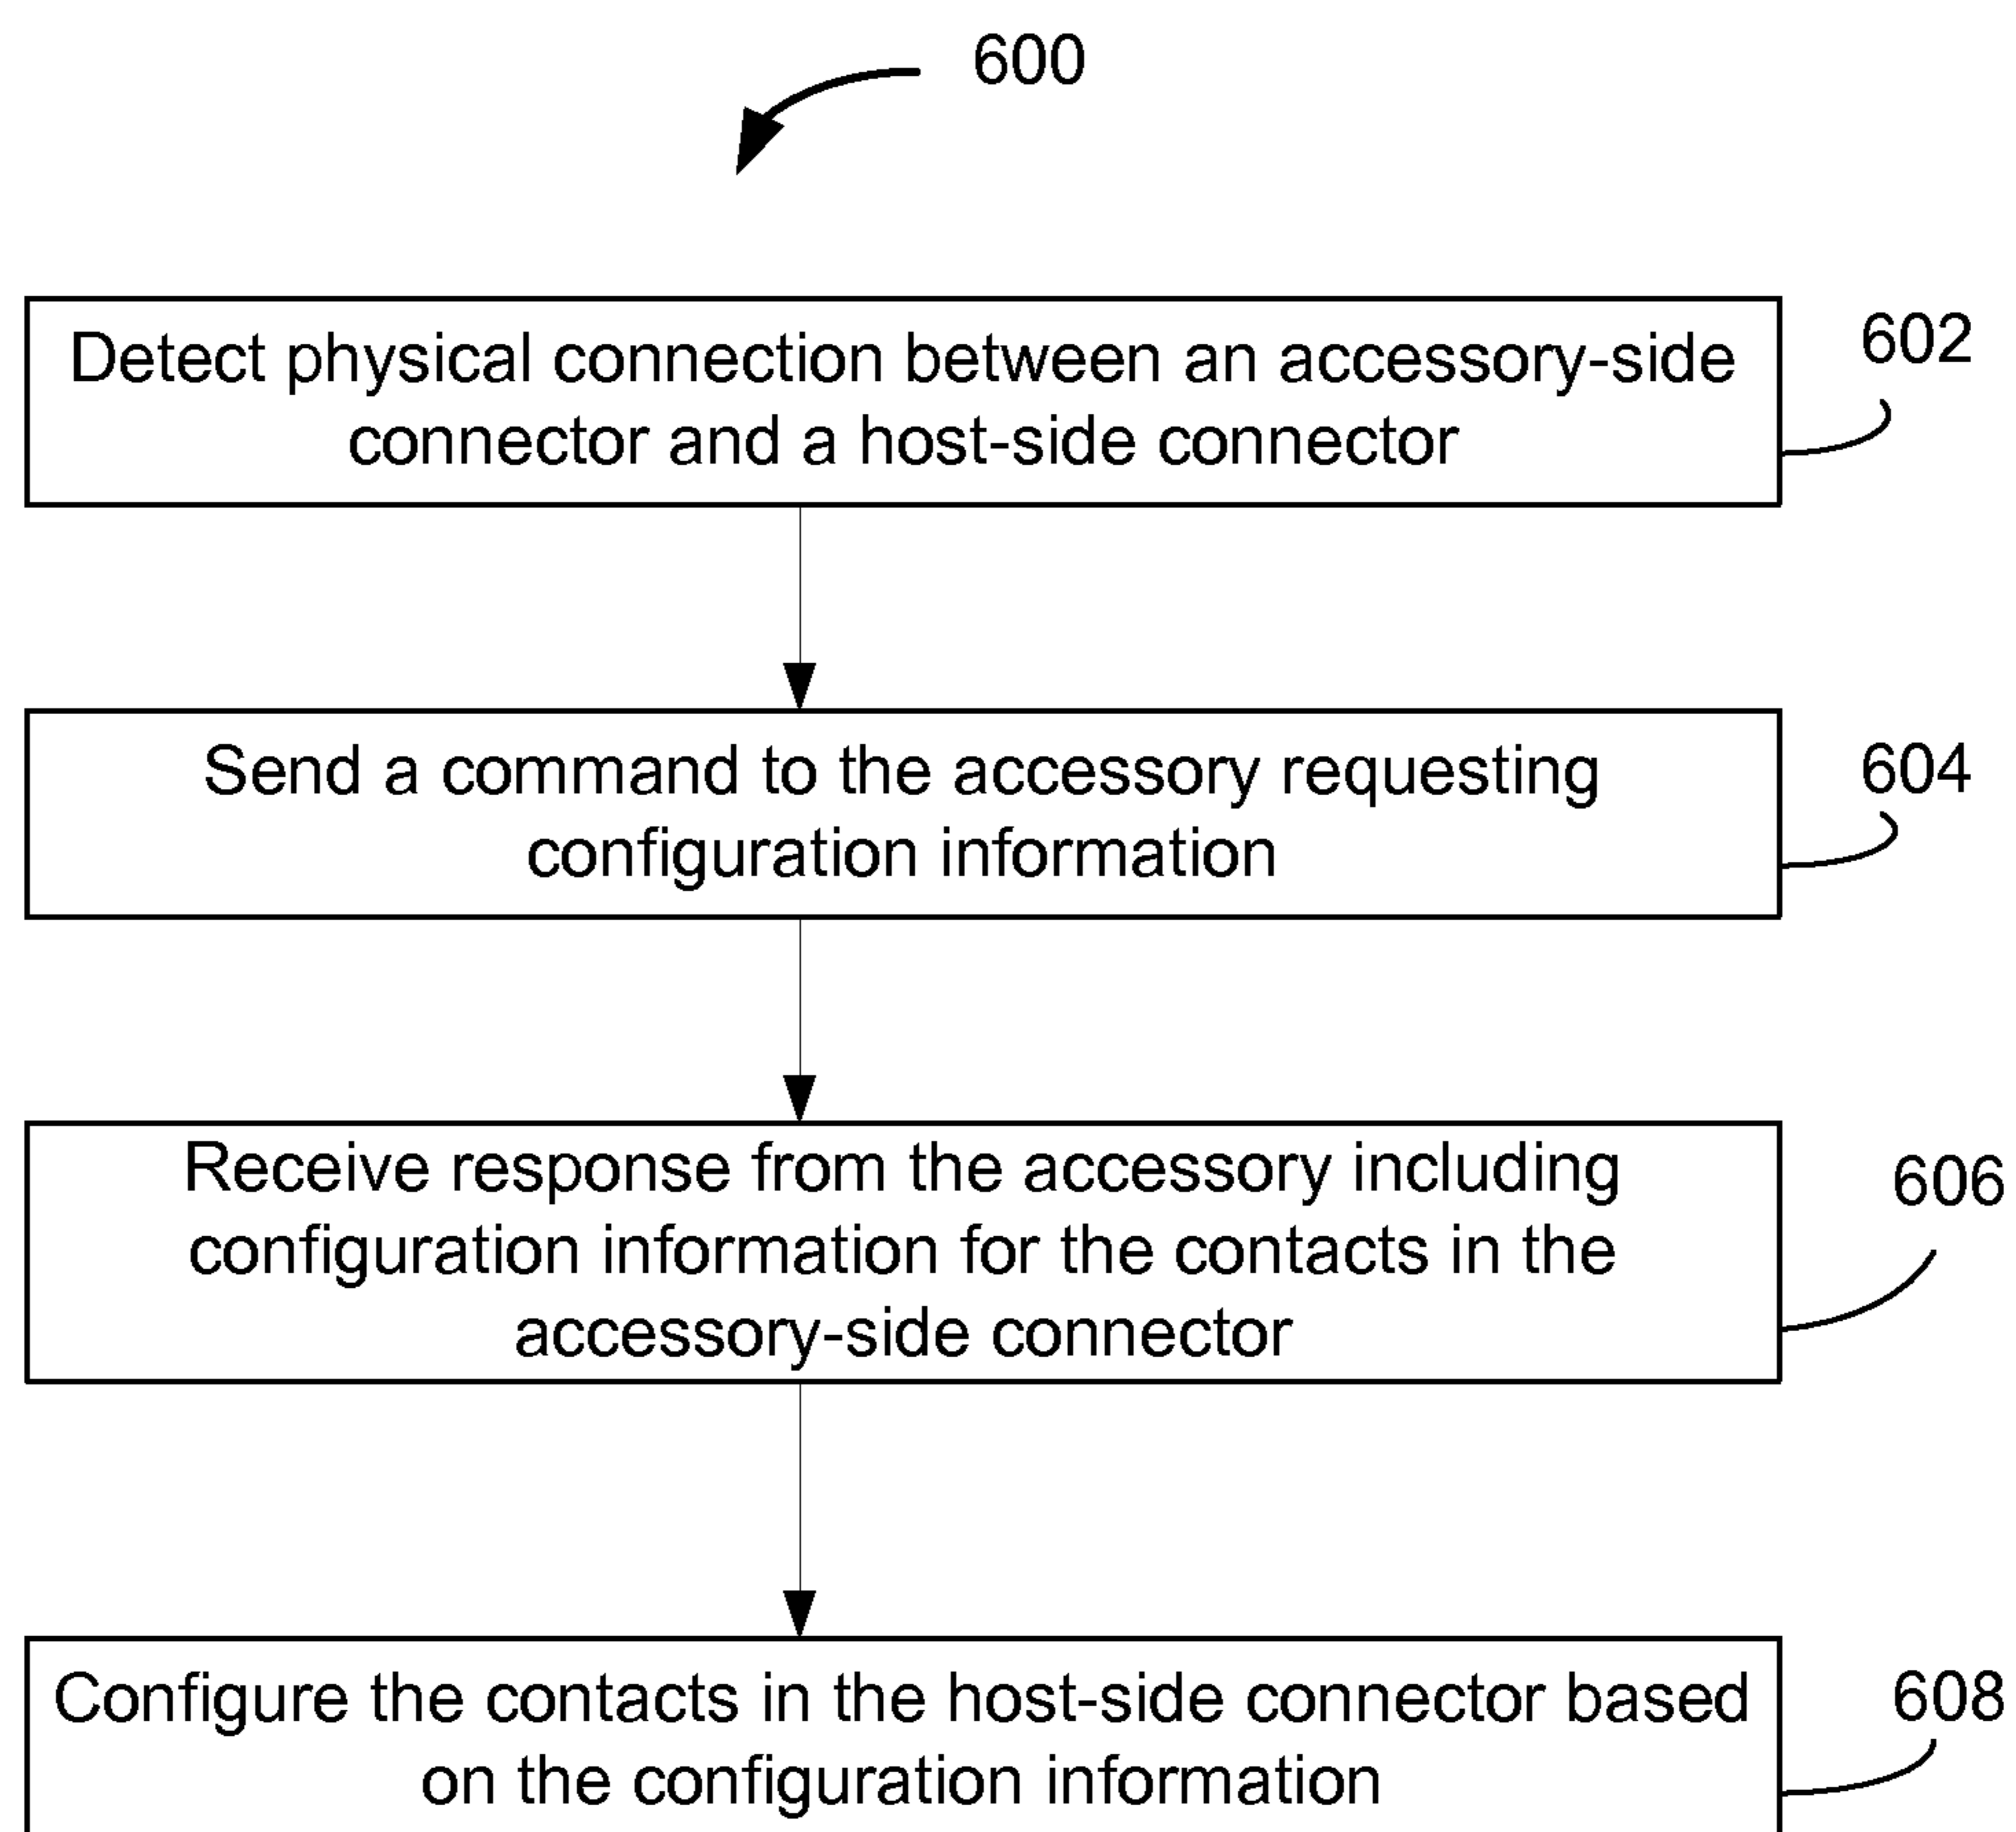 600
Detect physical connection between an accessory-side
connector and a host-side connector
602
Send a command to the accessory requesting
configuration information
604
Receive response from the accessory including
configuration information for the contacts in the
accessory-side connector
606
Configure the contacts in the host-side connector based
on the configuration information
608